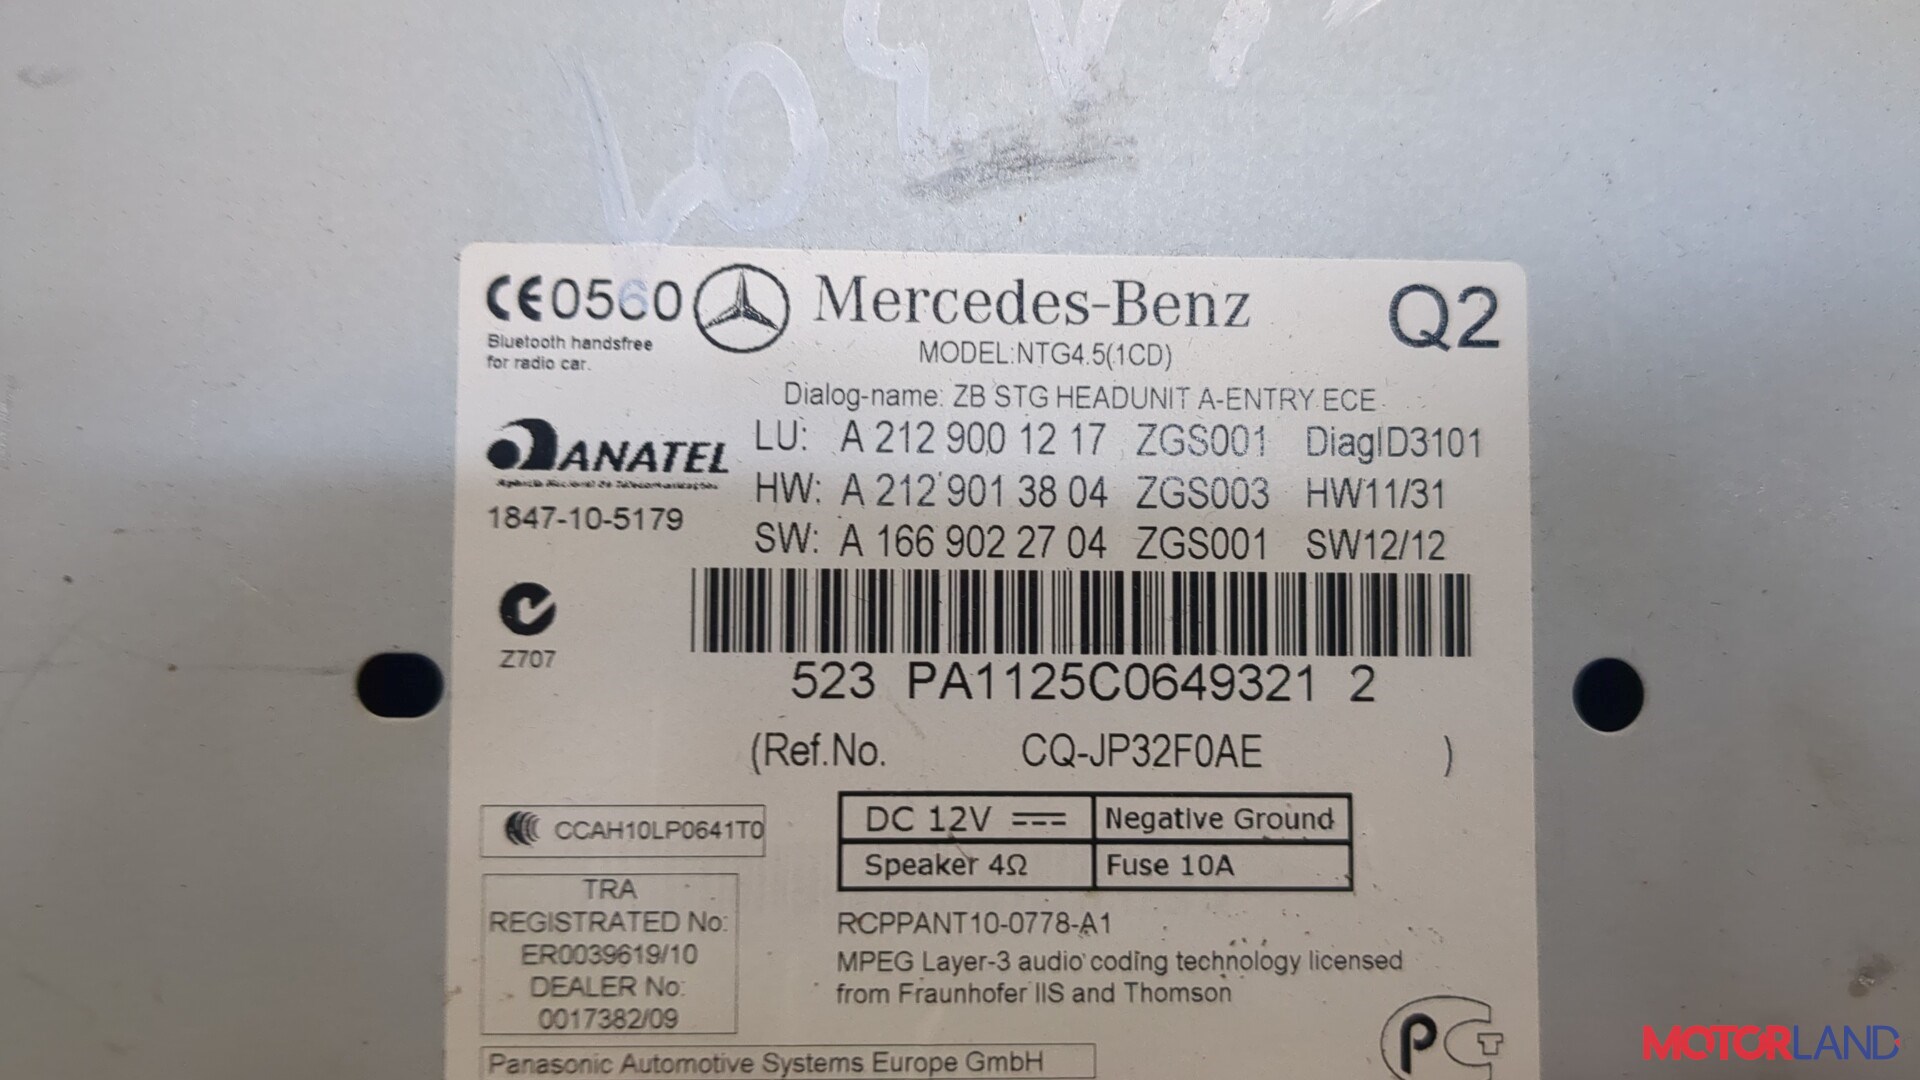 CE0560 Mercedes-Benz Q2
Bluetooth handsfree
for radio car.
MODEL:NTG4.5(1CD)
Dialog-name: ZB STG HEADUNIT A-ENTRY ECE
ANATEL
Agência Nacional de Telecomunicações
1847-10-5179
LU: A 212 900 12 17 ZGS001 DiagID3101
HW: A 212 901 38 04 ZGS003 HW11/31
SW: A 166 902 27 04 ZGS001 SW12/12
Z707
523 PA1125C0649321 2
(Ref.No. CQ-JP32F0AE )
CCAH10LP0641T0
DC 12V Negative Ground
Speaker 4Ω Fuse 10A
TRA
REGISTRATED No:
ER0039619/10
DEALER No:
0017382/09
RCPPANT10-0778-A1
MPEG Layer-3 audio coding technology licensed
from Fraunhofer IIS and Thomson
Panasonic Automotive Systems Europe GmbH
MOTORLAND